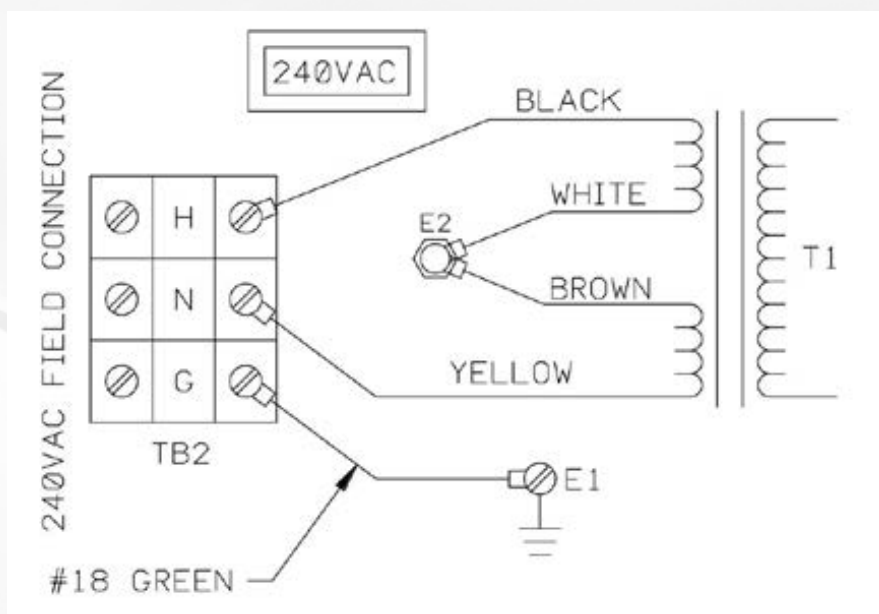 240VAC
240VAC FIELD CONNECTION
BLACK
WHITE
E2
H
N
G
BROWN
YELLOW
T1
TB2
E1
#18 GREEN